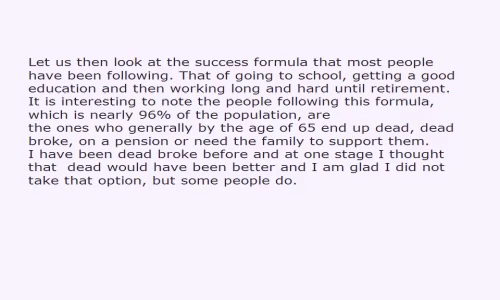 Let us then look at the success formula that most people
have been following. That of going to school, getting a good
education and then working long and hard until retirement.
It is interesting to note the people following this formula,
which is nearly 96% of the population, are
the ones who generally by the age of 65 end up dead, dead
broke, on a pension or need the family to support them.
I have been dead broke before and at one stage I thought
that  dead would have been better and I am glad I did not
take that option, but some people do.